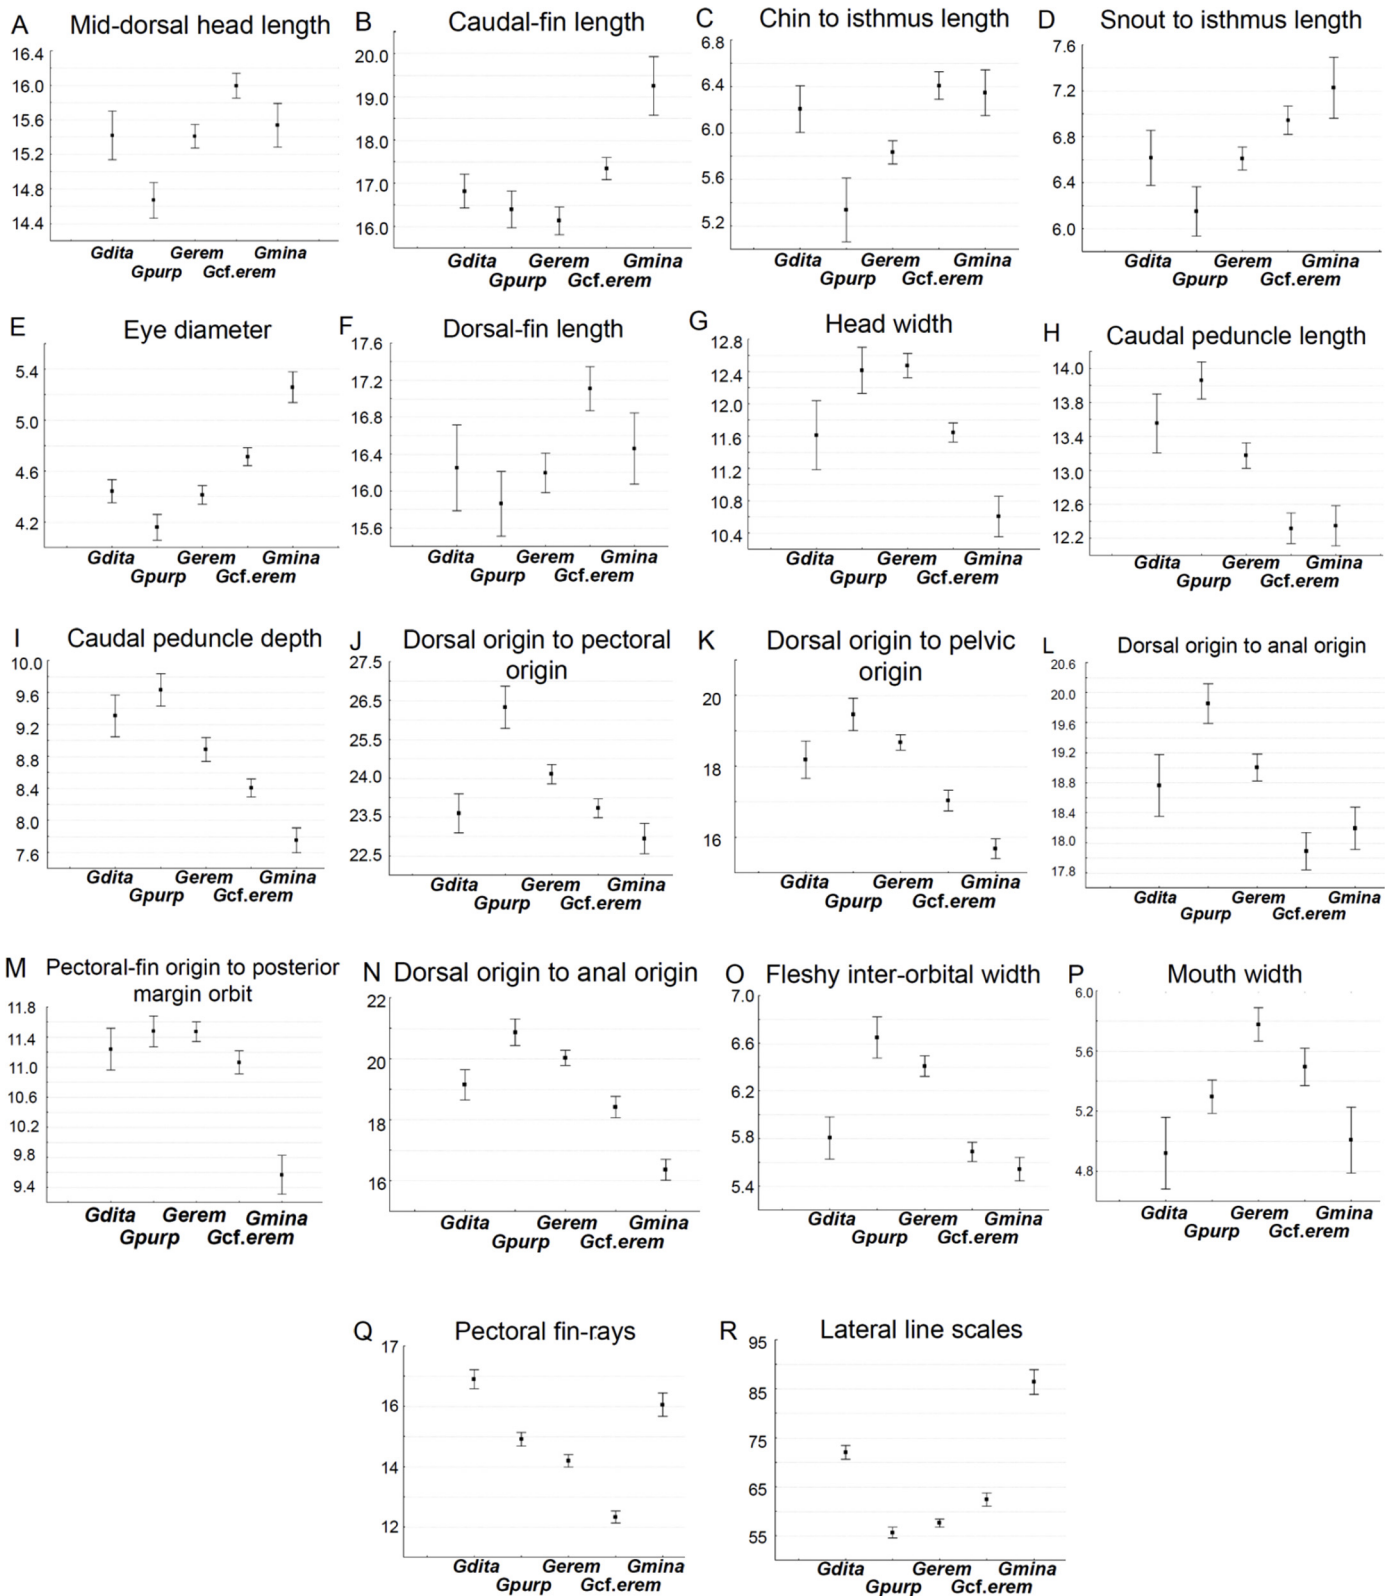 A Mid-dorsal head length
16.4
16.0
15.6
15.2
14.8
14.4
Gdita Gerem Gmina
Gpurp Gcf.erem
B Caudal-fin length
20.0
19.0
18.0
17.0
16.0
Gdita Gerem Gmina
Gpurp Gcf.erem
C Chin to isthmus length
6.8
6.4
6.0
5.6
5.2
Gdita Gerem Gmina
Gpurp Gcf.erem
D Snout to isthmus length
7.6
7.2
6.8
6.4
6.0
Gdita Gerem Gmina
Gpurp Gcf.erem
E Eye diameter
5.4
5.0
4.6
4.2
Gdita Gerem Gmina
Gpurp Gcf.erem
F Dorsal-fin length
17.6
17.2
16.8
16.4
16.0
15.6
Gdita Gerem Gmina
Gpurp Gcf.erem
G Head width
12.8
12.4
12.0
11.6
11.2
10.8
10.4
Gdita Gerem Gmina
Gpurp Gcf.erem
H Caudal peduncle length
14.0
13.8
13.4
13.0
12.6
12.2
Gdita Gerem Gmina
Gpurp Gcf.erem
I Caudal peduncle depth
10.0
9.6
9.2
8.8
8.4
8.0
7.6
Gdita Gerem Gmina
Gpurp Gcf.erem
J Dorsal origin to pectoral
origin
27.5
26.5
25.5
24.0
23.5
22.5
Gdita Gerem Gmina
Gpurp Gcf.erem
K Dorsal origin to pelvic
origin
20
18
16
Gdita Gerem Gmina
Gpurp Gcf.erem
L Dorsal origin to anal origin
20.6
20.0
19.6
19.2
18.8
18.4
18.0
17.8
Gdita Gerem Gmina
Gpurp Gcf.erem
M Pectoral-fin origin to posterior
margin orbit
11.8
11.4
11.0
10.6
10.2
9.8
9.4
Gdita Gerem Gmina
Gpurp Gcf.erem
N Dorsal origin to anal origin
22
20
18
16
Gdita Gerem Gmina
Gpurp Gcf.erem
O Fleshy inter-orbital width
7.0
6.6
6.2
5.8
5.4
Gdita Gerem Gmina
Gpurp Gcf.erem
P Mouth width
6.0
5.6
5.2
4.8
Gdita Gerem Gmina
Gpurp Gcf.erem
Q Pectoral fin-rays
17
16
14
12
Gdita Gerem Gmina
Gpurp Gcf.erem
R Lateral line scales
95
85
75
65
55
Gdita Gerem Gmina
Gpurp Gcf.erem